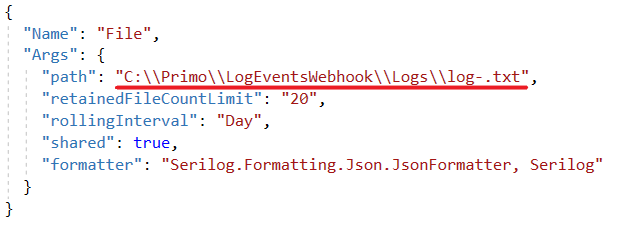 {
"Name": "File",
"Args": {
"path": "C:\\Primo\\LogEventsWebhook\\Logs\\log-.txt",
"retainedFileCountLimit": "20",
"rollingInterval": "Day",
"shared": true,
"formatter": "Serilog.Formatting.Json.JsonFormatter, Serilog"
}
}